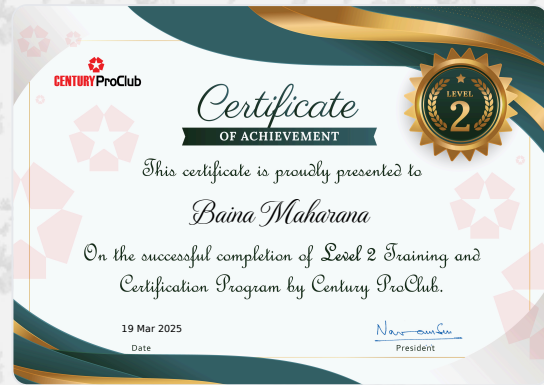 CENTURY ProClub
LEVEL
2
Certificate
OF ACHIEVEMENT
This certificate is proudly presented to
Baina Maharana
On the successful completion of Level 2 Training and
Certification Program by Century ProClub.
19 Mar 2025
Date
President